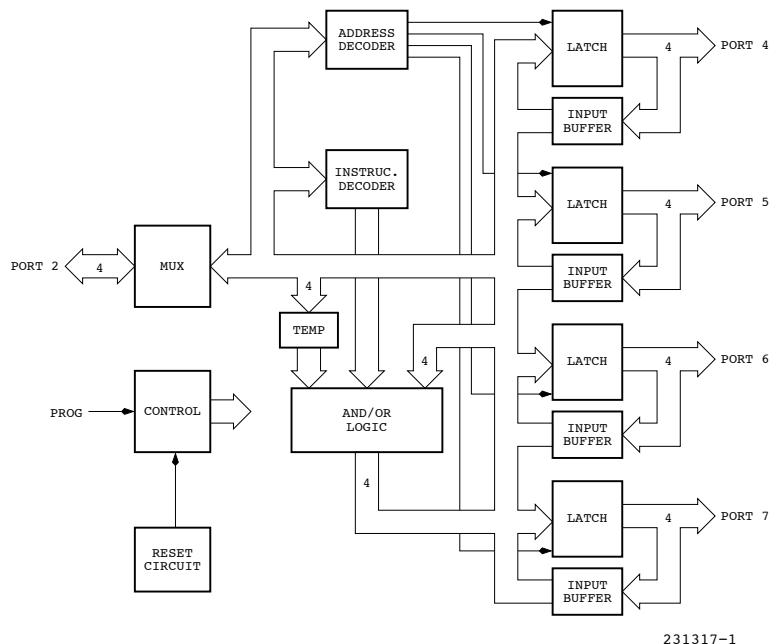 ADDRESS
DECODER
LATCH
4
PORT 4
INPUT
BUFFER
INSTRUC.
DECODER
LATCH
4
PORT 5
PORT 2
4
MUX
INPUT
BUFFER
4
TEMP
LATCH
4
PORT 6
4
PROG
CONTROL
AND/OR
LOGIC
INPUT
BUFFER
4
LATCH
4
PORT 7
RESET
CIRCUIT
INPUT
BUFFER
231317-1